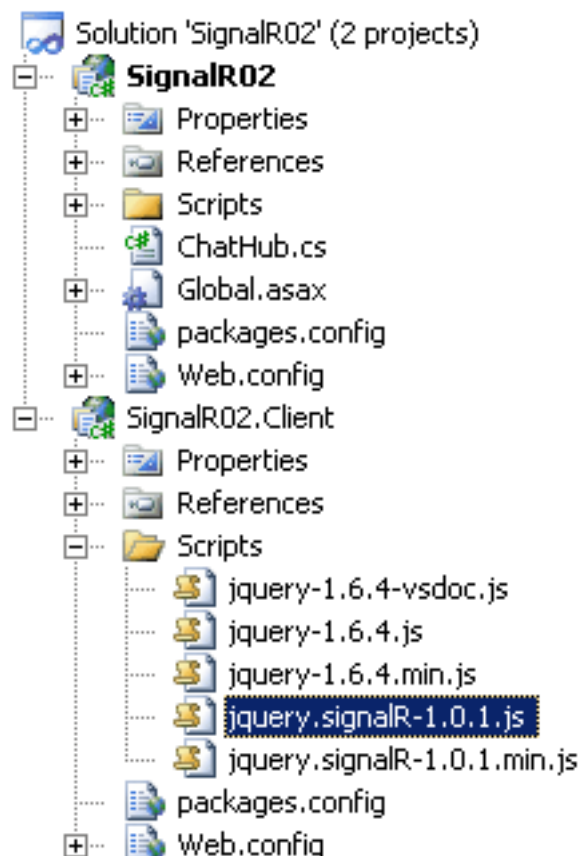 Solution 'SignalR02' (2 projects)
SignalR02
Properties
References
Scripts
ChatHub.cs
Global.asax
packages.config
Web.config
SignalR02.Client
Properties
References
Scripts
jquery-1.6.4-vsdoc.js
jquery-1.6.4.js
jquery-1.6.4.min.js
jquery.signalR-1.0.1.js
jquery.signalR-1.0.1.min.js
packages.config
Web.config